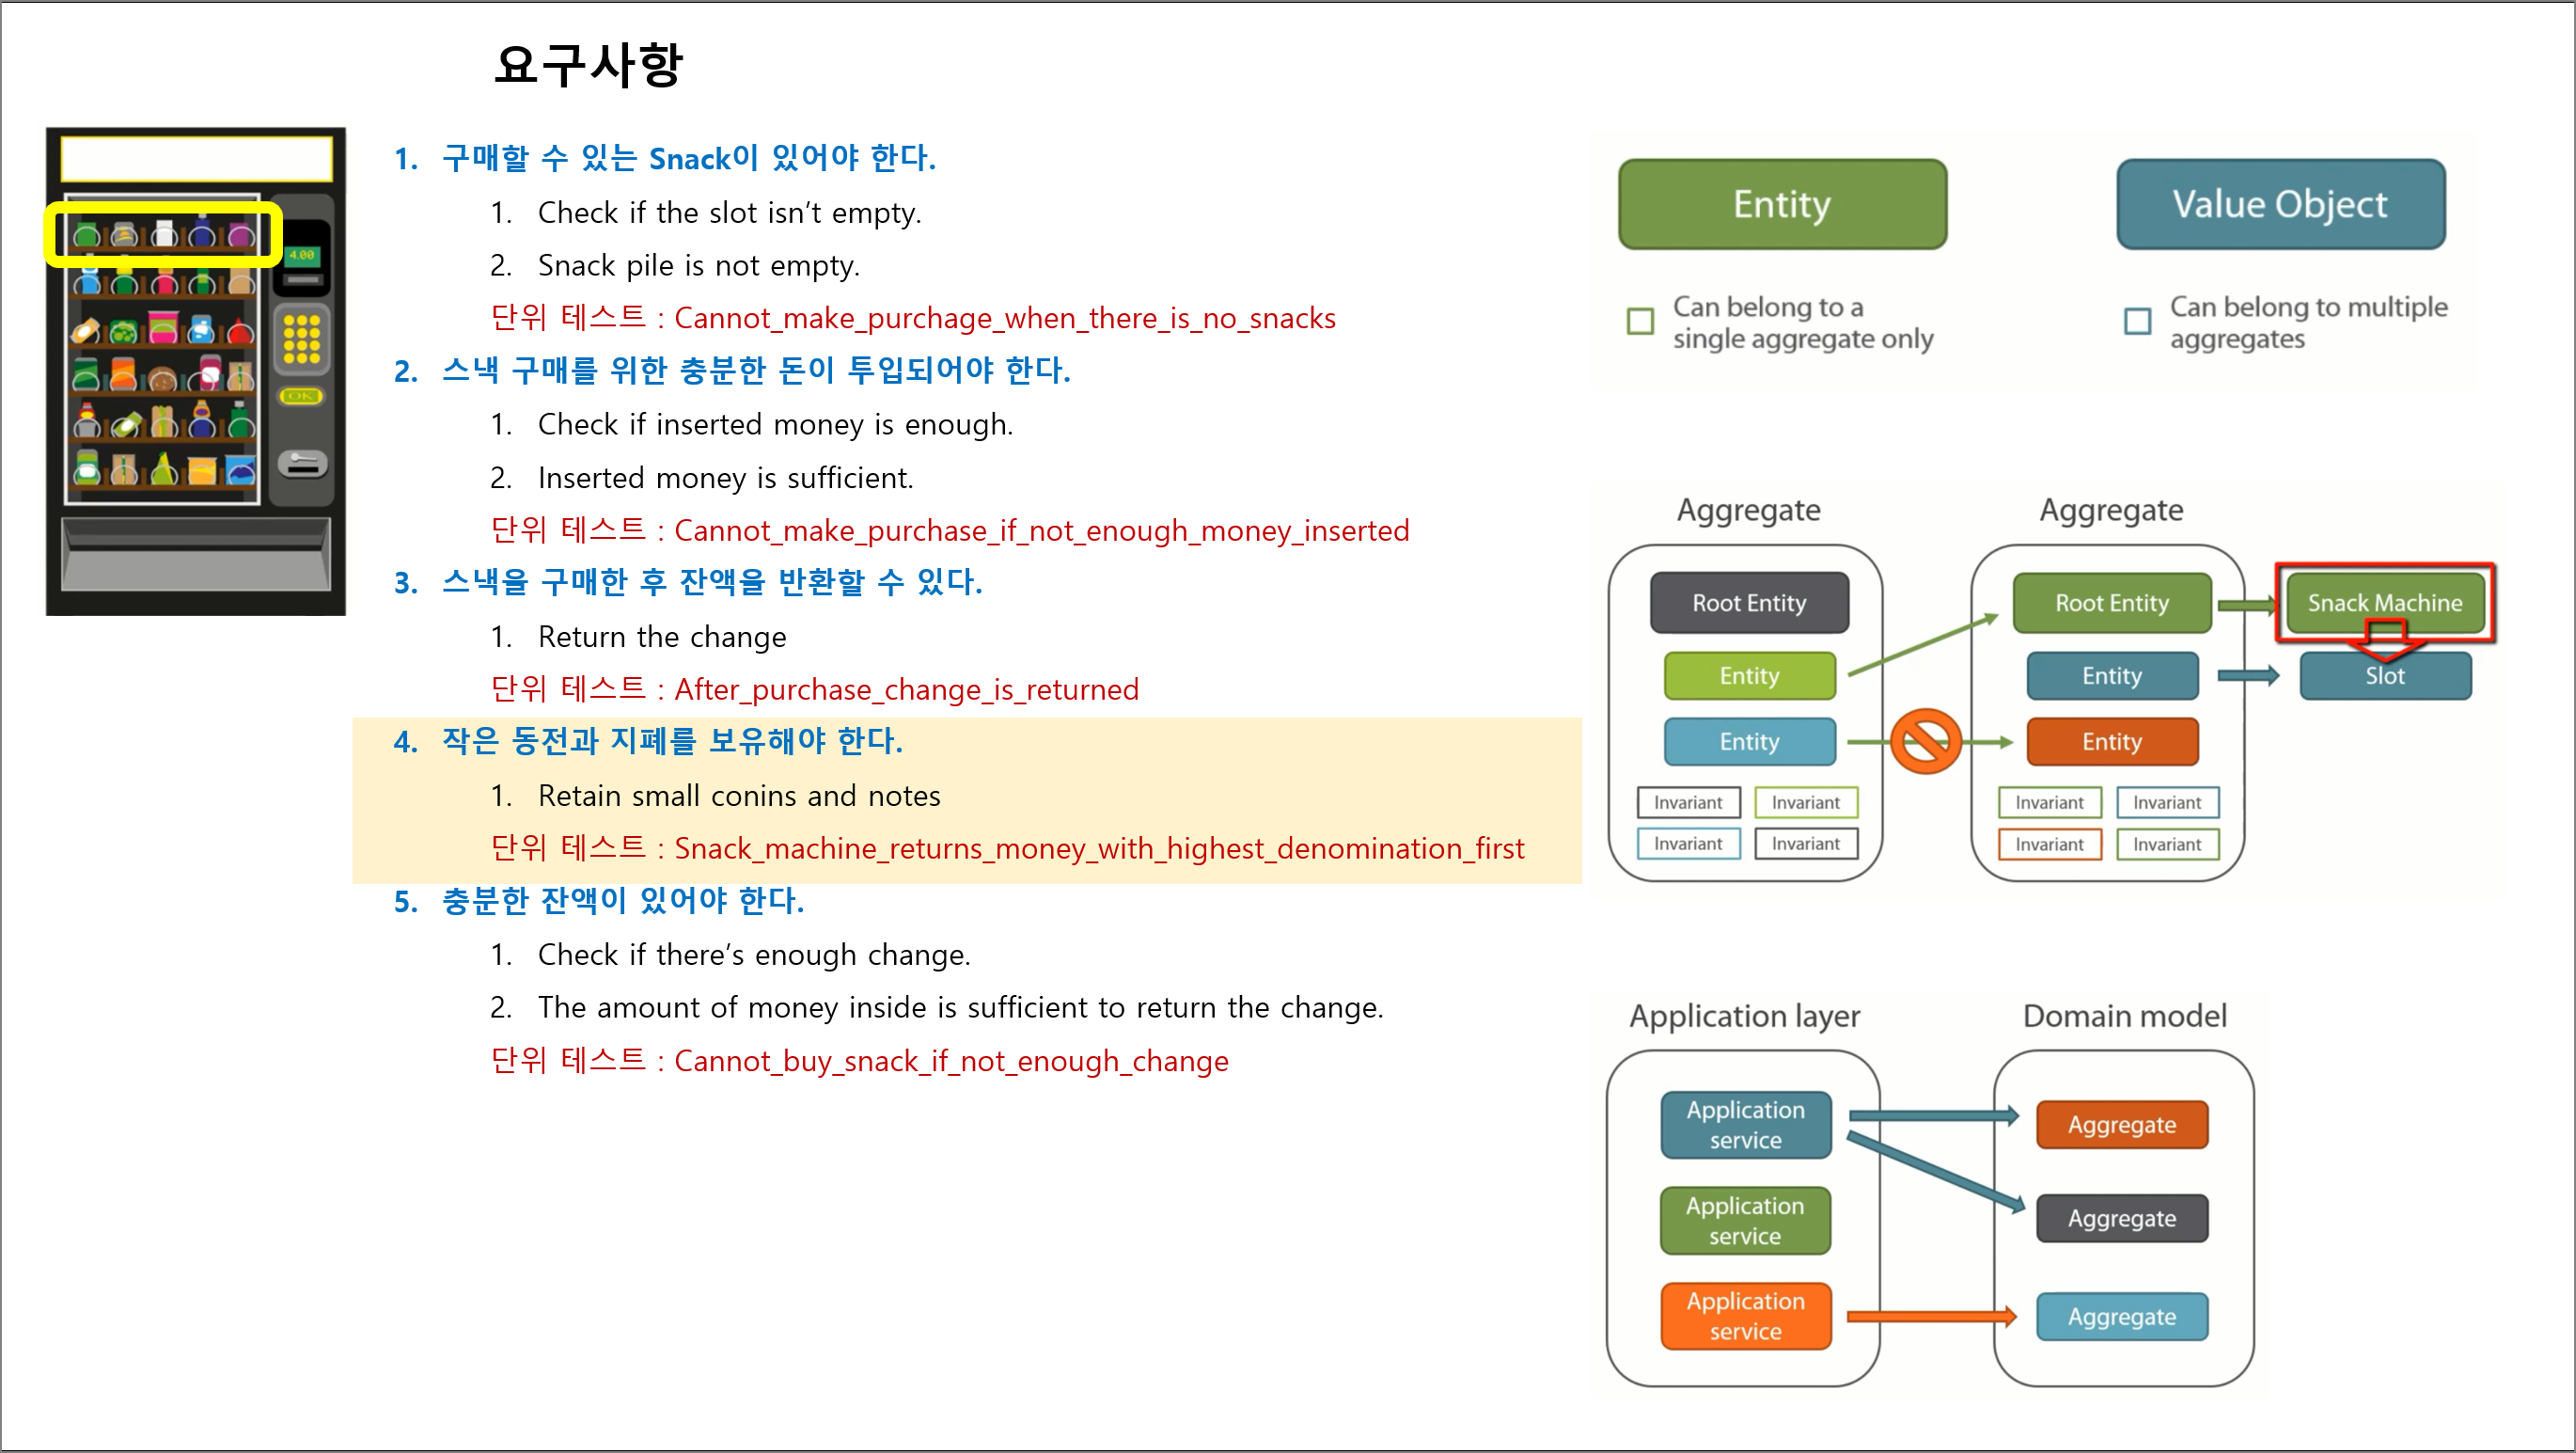 요구사항
4.00
OK
1. 구매할 수 있는 Snack이 있어야 한다.
1. Check if the slot isn't empty.
2. Snack pile is not empty.
단위 테스트 : Cannot_make_purchage_when_there_is_no_snacks
2. 스낵 구매를 위한 충분한 돈이 투입되어야 한다.
1. Check if inserted money is enough.
2. Inserted money is sufficient.
단위 테스트 : Cannot_make_purchase_if_not_enough_money_inserted
3. 스낵을 구매한 후 잔액을 반환할 수 있다.
1. Return the change
단위 테스트 : After_purchase_change_is_returned
4. 작은 동전과 지폐를 보유해야 한다.
1. Retain small conins and notes
단위 테스트 : Snack_machine_returns_money_with_highest_denomination_first
5. 충분한 잔액이 있어야 한다.
1. Check if there's enough change.
2. The amount of money inside is sufficient to return the change.
단위 테스트 : Cannot_buy_snack_if_not_enough_change
Entity
Can belong to a
single aggregate only
Value Object
Can belong to multiple
aggregates
Aggregate
Root Entity
Entity
Entity
Invariant Invariant
Invariant Invariant
Aggregate
Root Entity
Entity
Entity
Invariant Invariant
Invariant Invariant
Snack Machine
Slot
Application layer
Application
service
Application
service
Application
service
Domain model
Aggregate
Aggregate
Aggregate